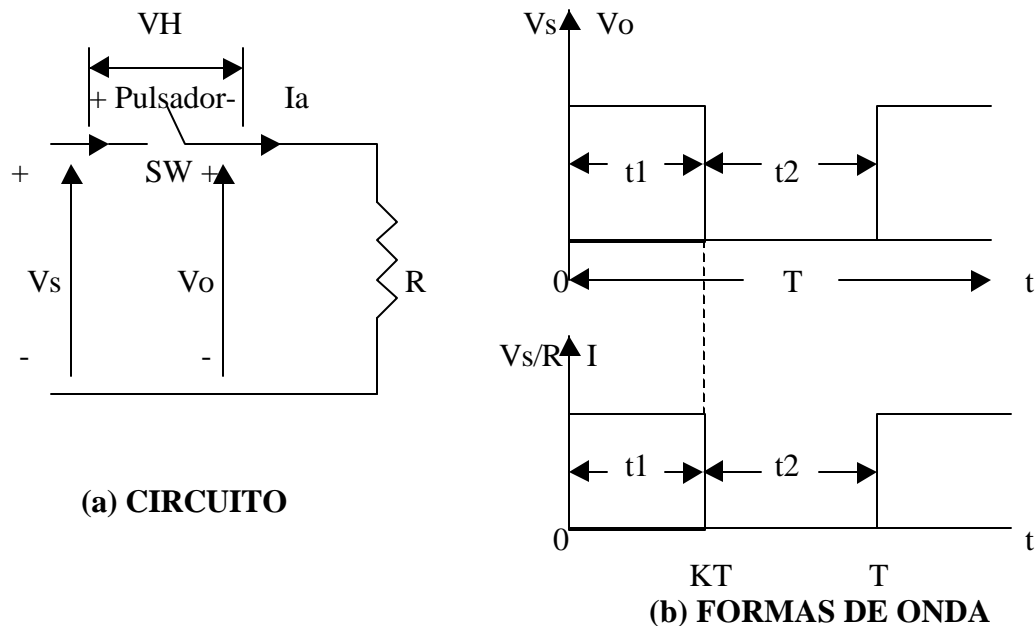 VH
+ Pulsador-
Ia
+
SW +
Vs
Vo
R
-
-
(a) CIRCUITO
Vs
Vo
t1
t2
0
T
t
Vs/R
I
t1
t2
0
t
KT
T
(b) FORMAS DE ONDA